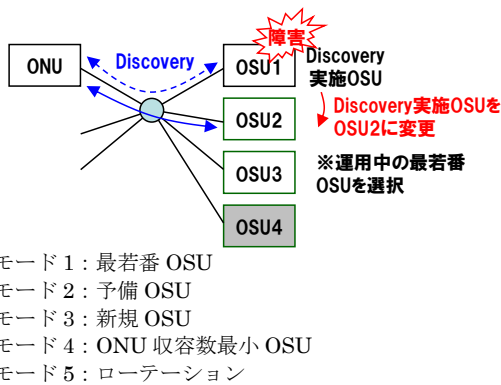 障害
ONU
Discovery
OSU1
Discovery
実施OSU
Discovery実施OSUを
OSU2に変更
OSU2
※運用中の最若番
OSUを選択
OSU3
OSU4
モード 1：最若番 OSU
モード 2：予備 OSU
モード 3：新規 OSU
モード 4：ONU 収容数最小 OSU
モード 5：ローテーション